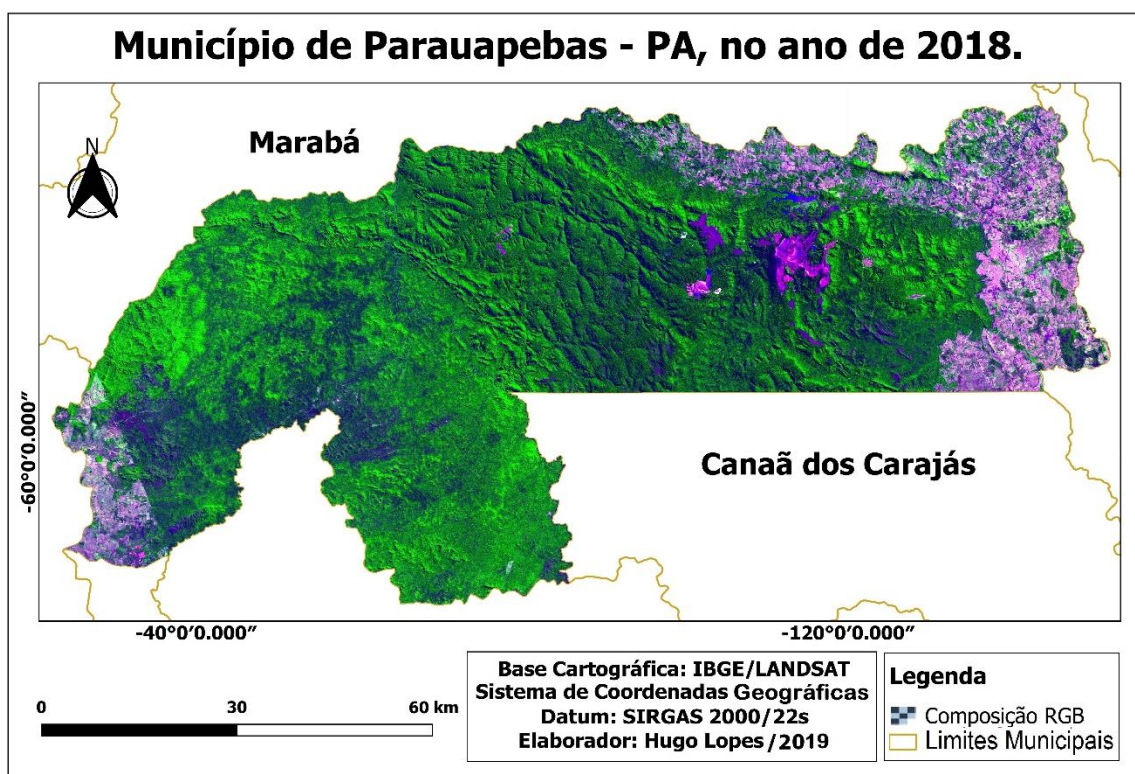 Município de Parauapebas - PA, no ano de 2018.
Marabá
N
Canaã dos Carajás
-60°0'0.000"
-40°0'0.000"
-120°0'0.000"
0 30 60 km
Base Cartográfica: IBGE/LANDSAT
Sistema de Coordenadas Geográficas
Datum: SIRGAS 2000/22s
Elaborador: Hugo Lopes/2019
Legenda
Composição RGB
Limites Municipais